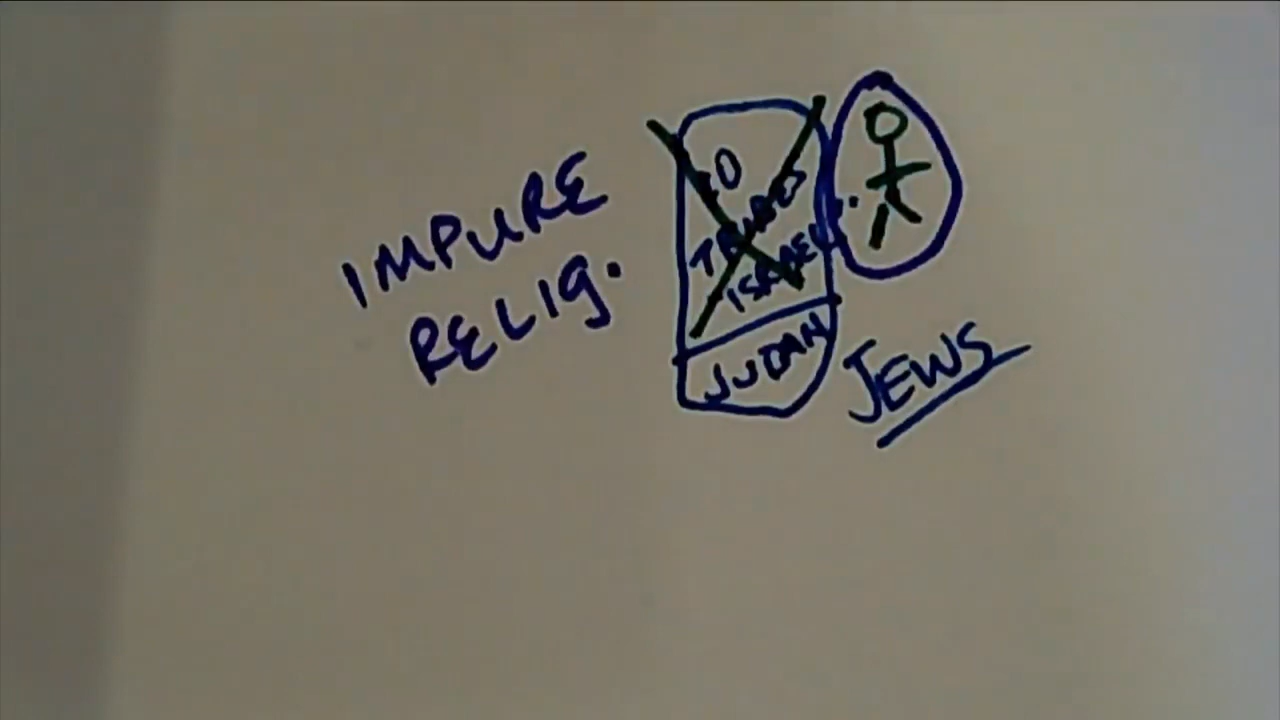 IMPURE
RELIG.
10
TRIBES
ISRAEL
JUDAH
JEWS